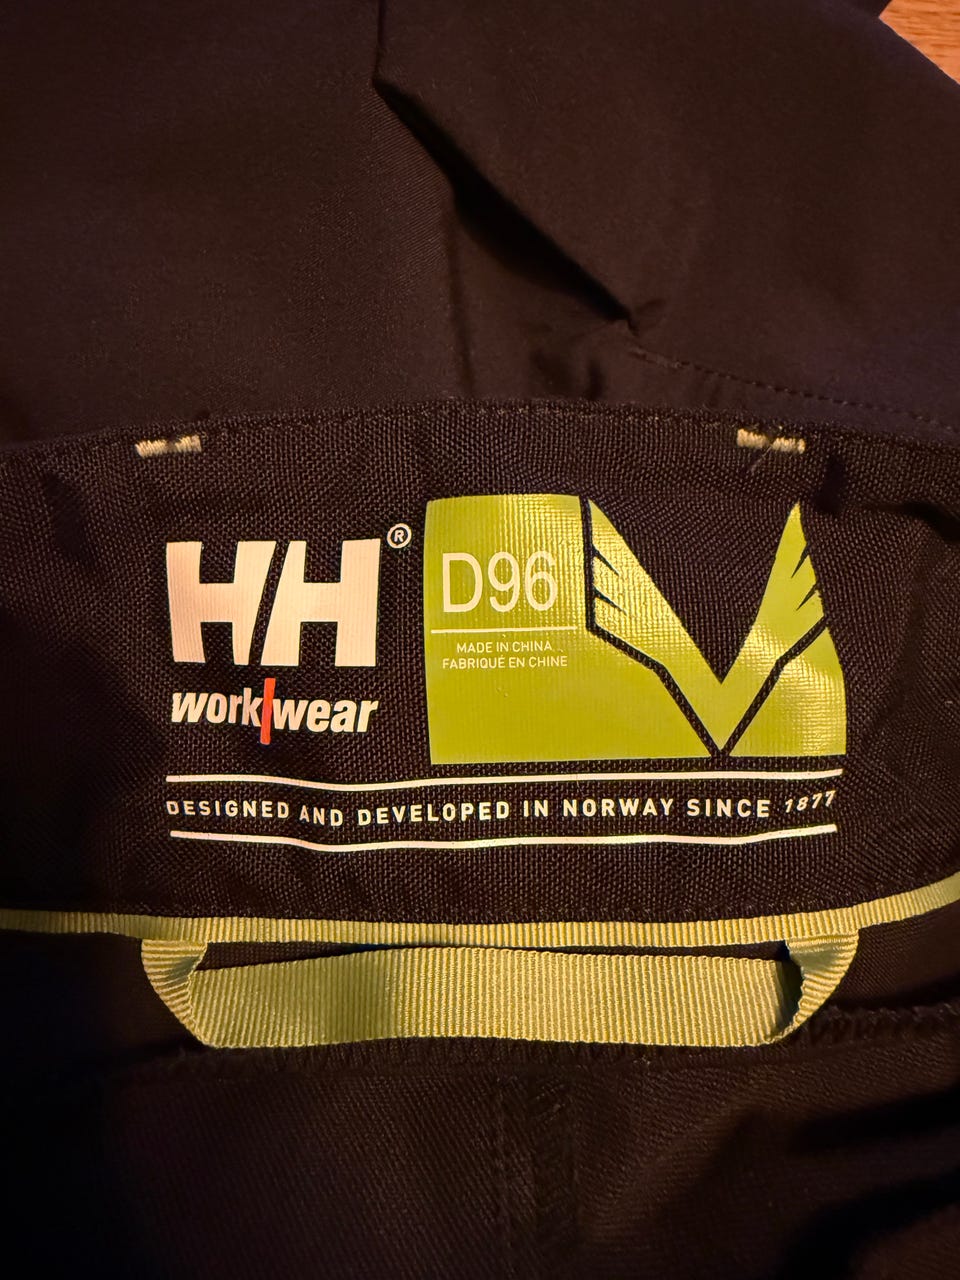 HH®
work|wear
D96
MADE IN CHINA
FABRIQUÉ EN CHINE
DESIGNED AND DEVELOPED IN NORWAY SINCE 1877